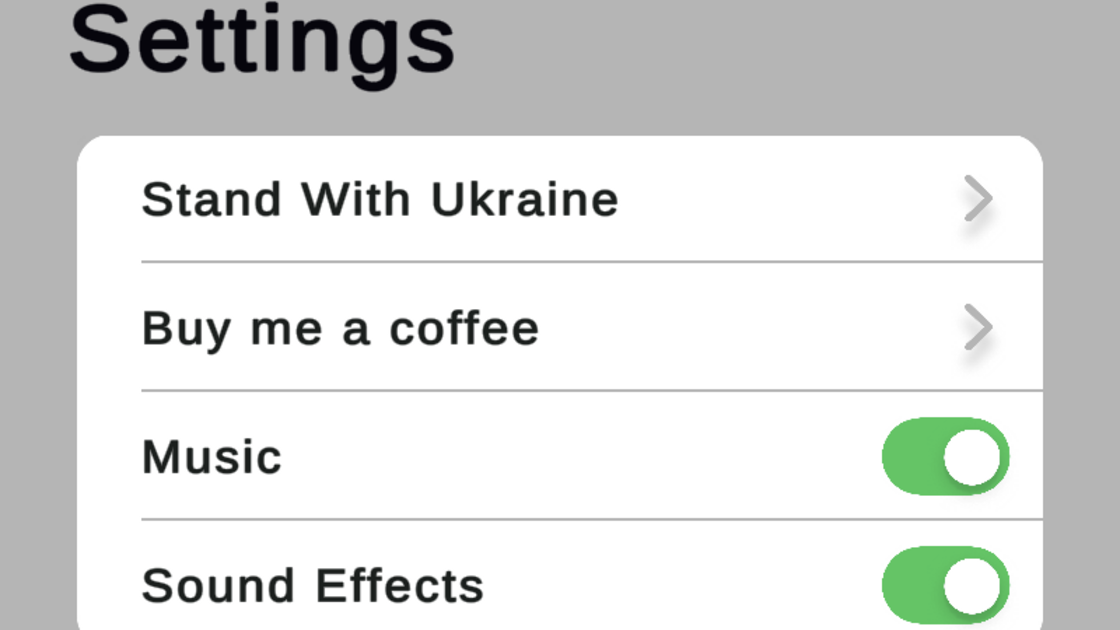 Settings
Stand With Ukraine
Buy me a coffee
Music
Sound Effects